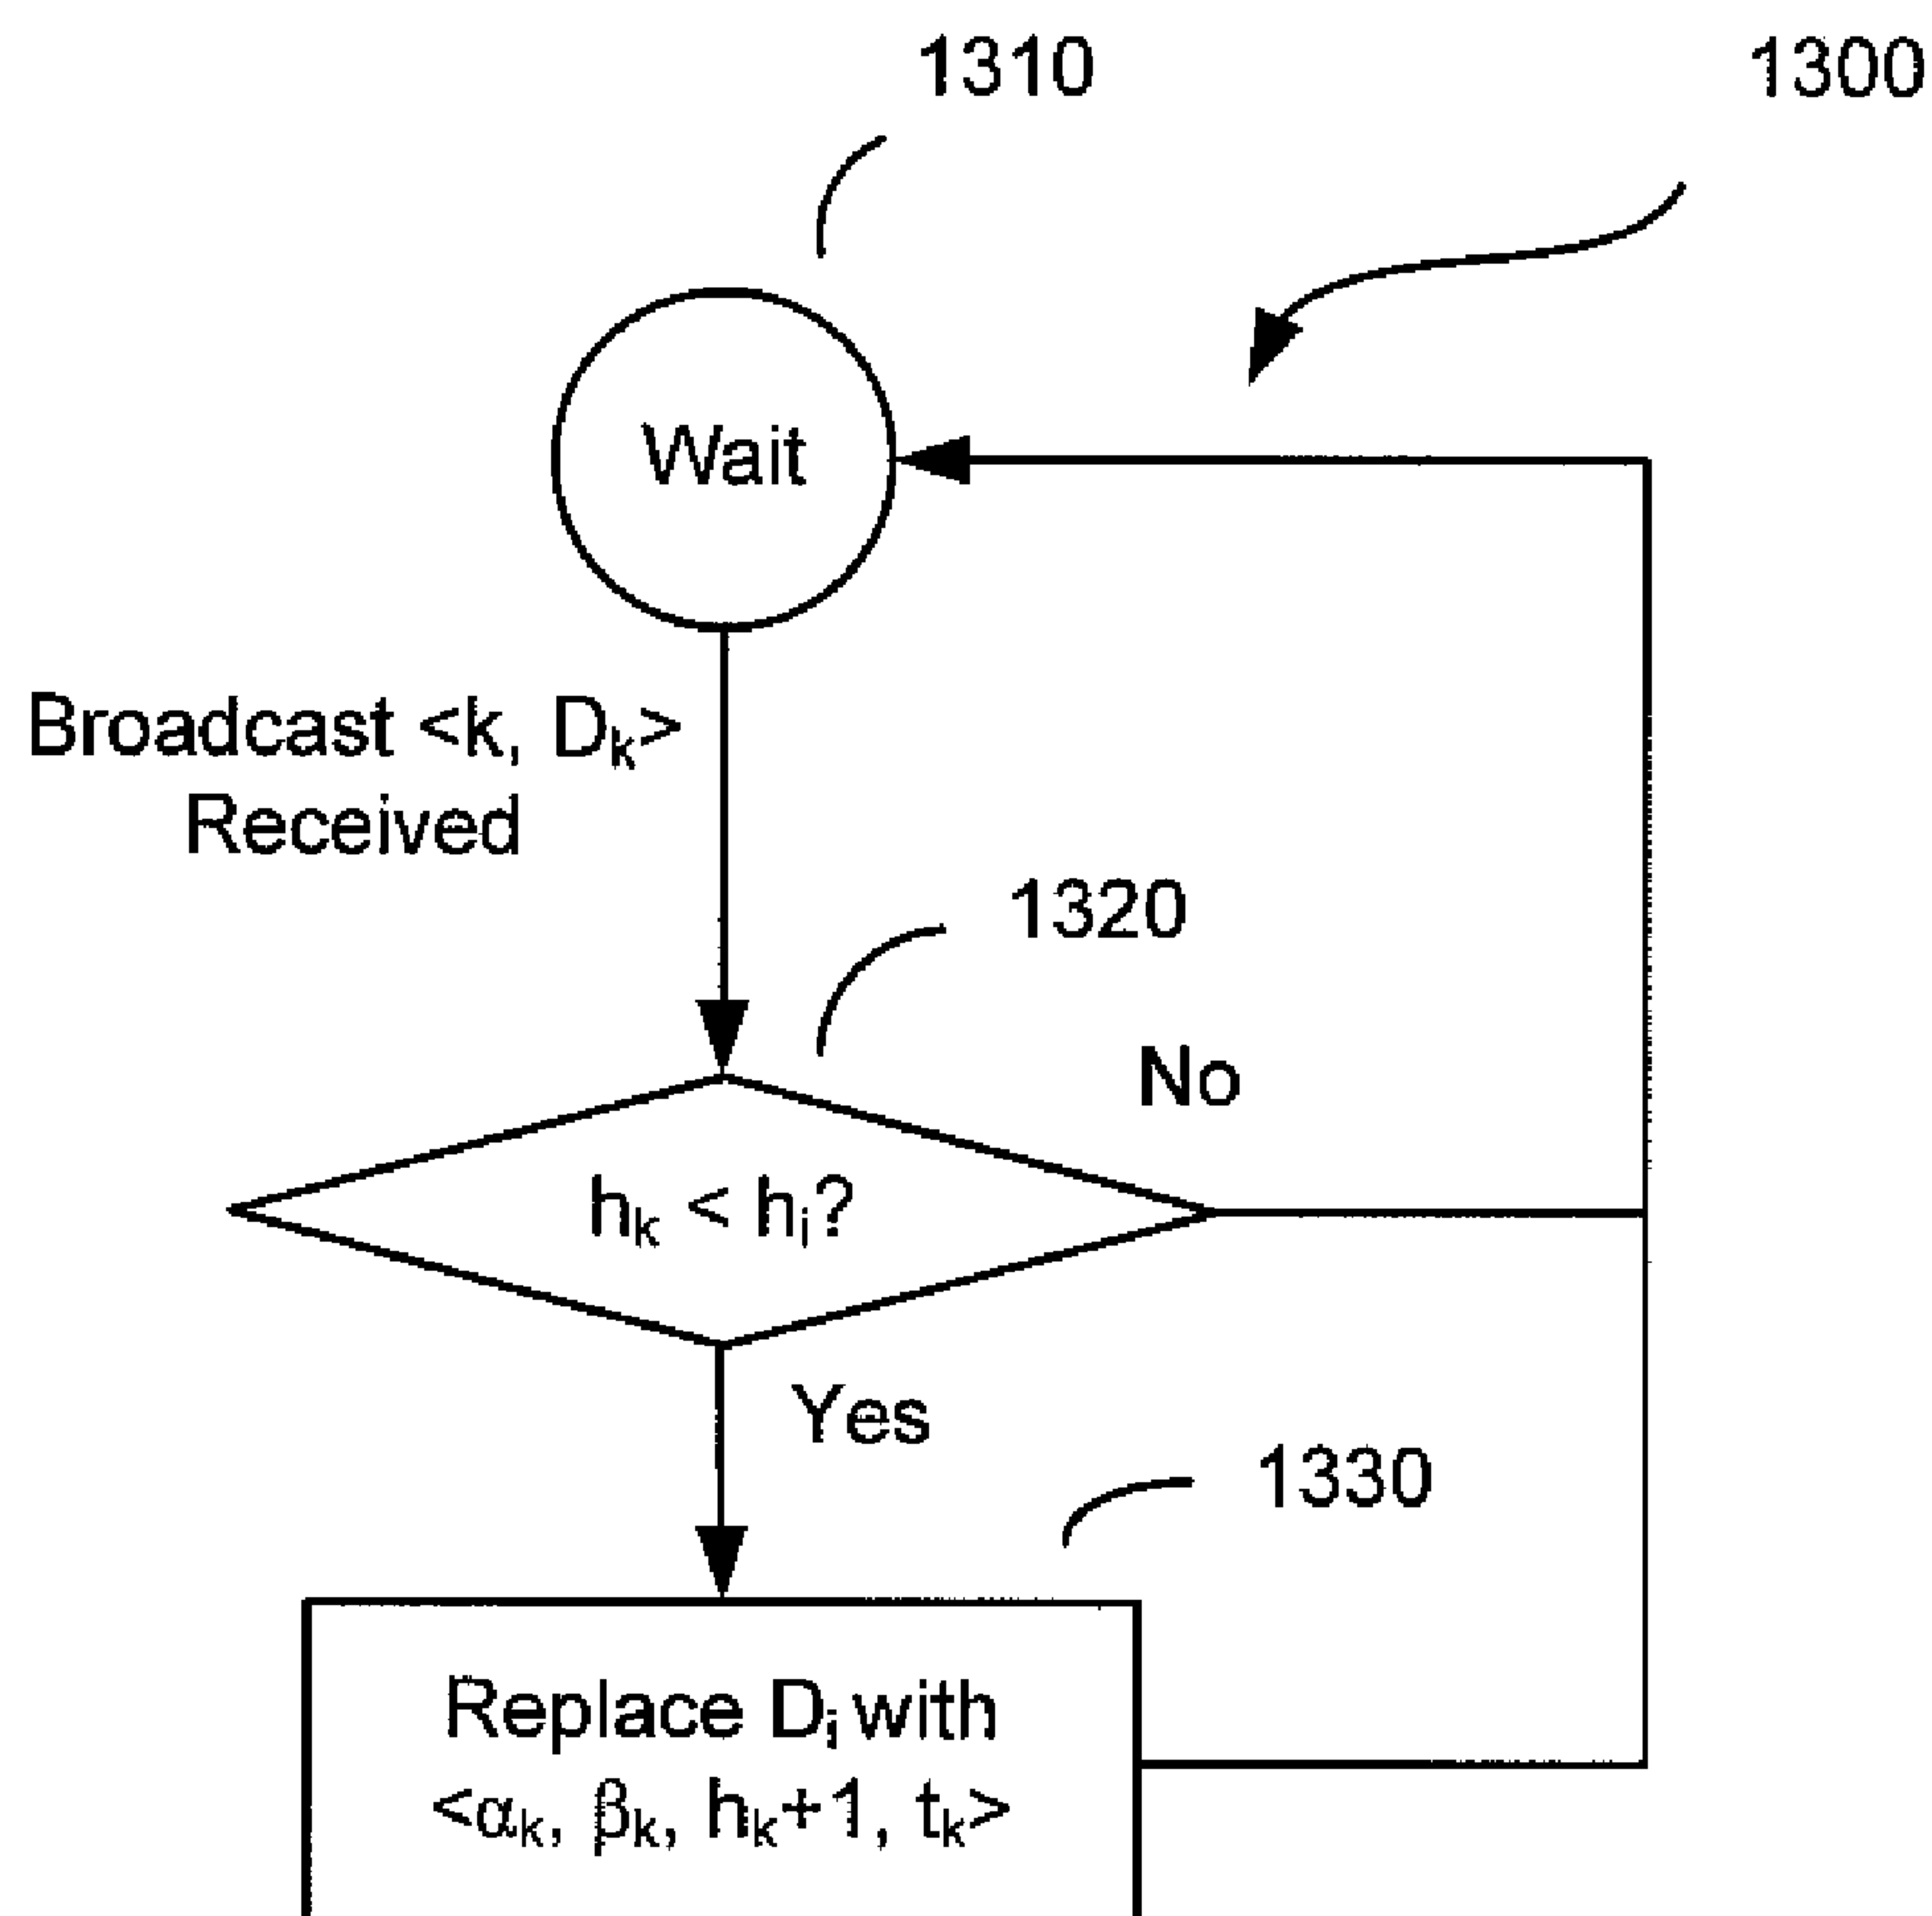 1310
1300
Wait
Broadcast <k, Dₖ>
Received
1320
No
hₖ < hᵢ?
Yes
1330
Replace Dᵢ with
<αₖ, βₖ, hₖ+1, tₖ>